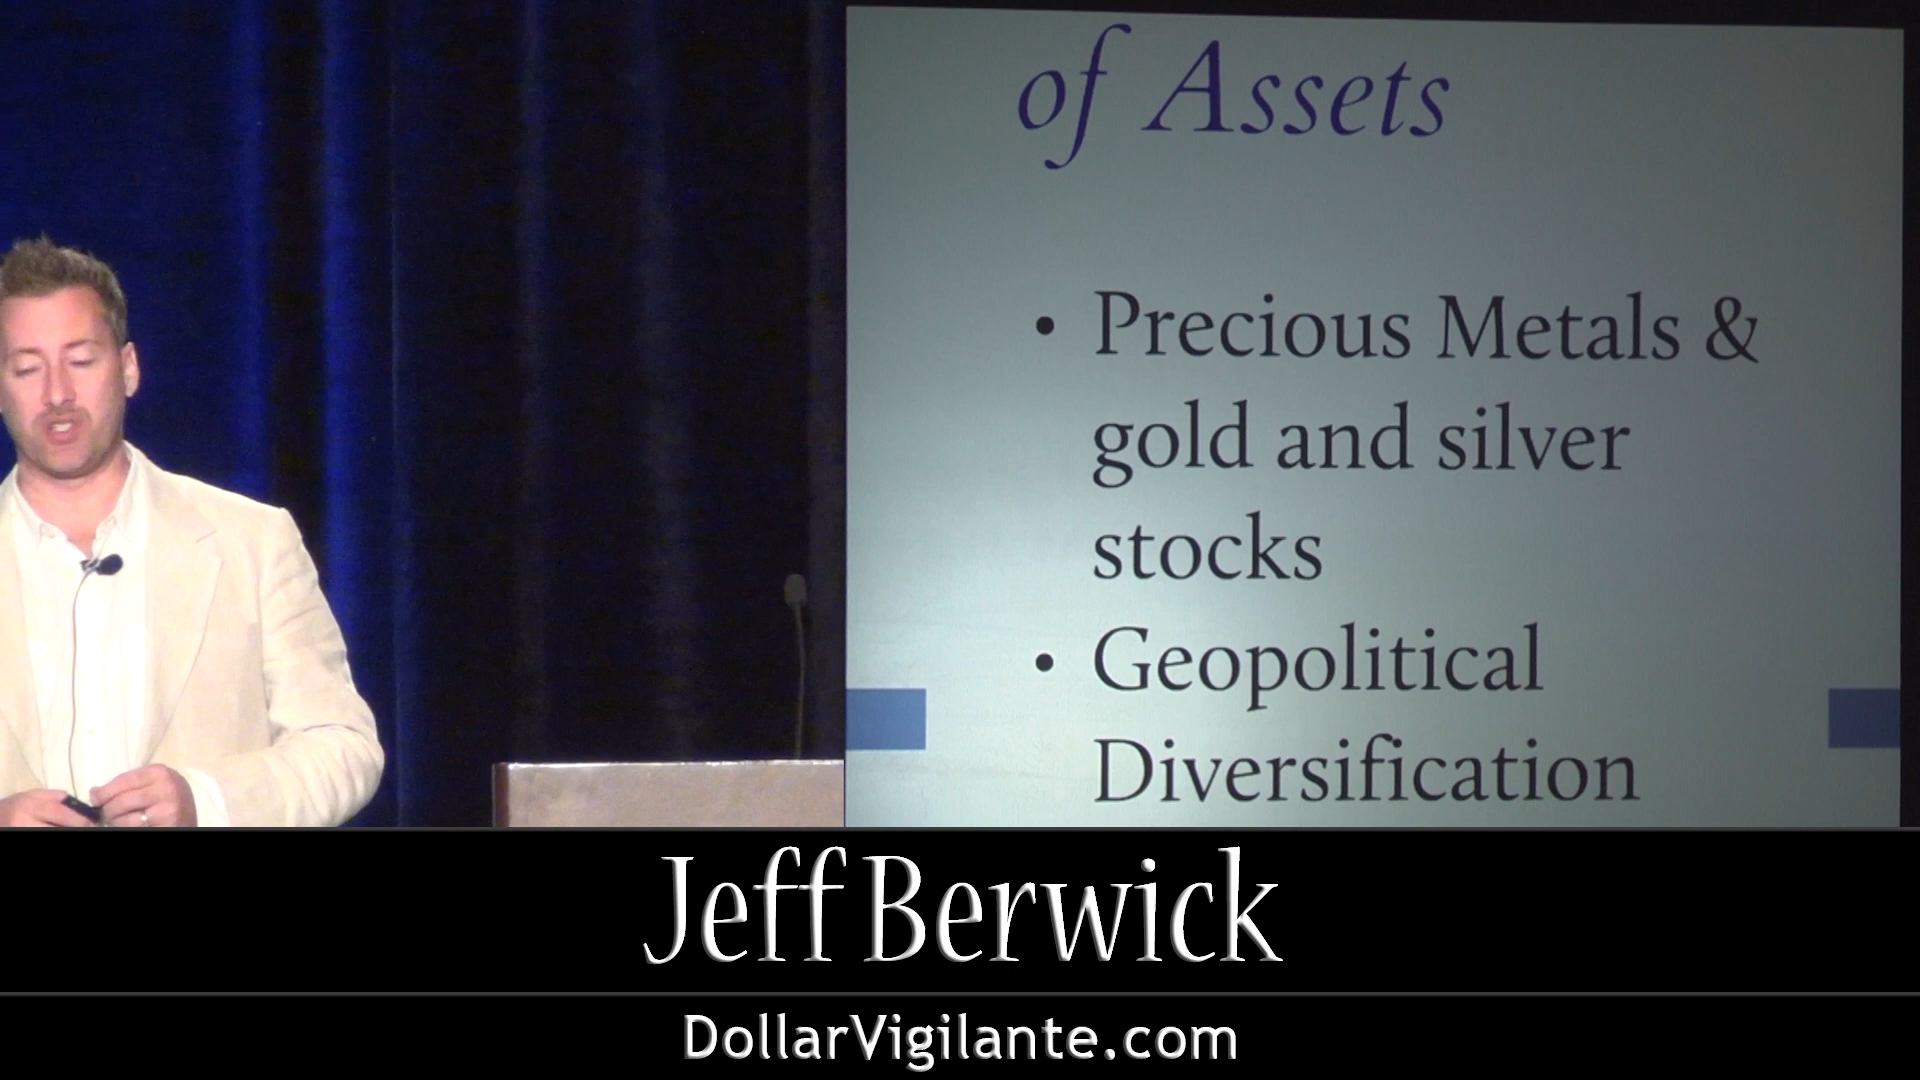 of Assets
• Precious Metals &
gold and silver
stocks
• Geopolitical
Diversification
Jeff Berwick
DollarVigilante.com